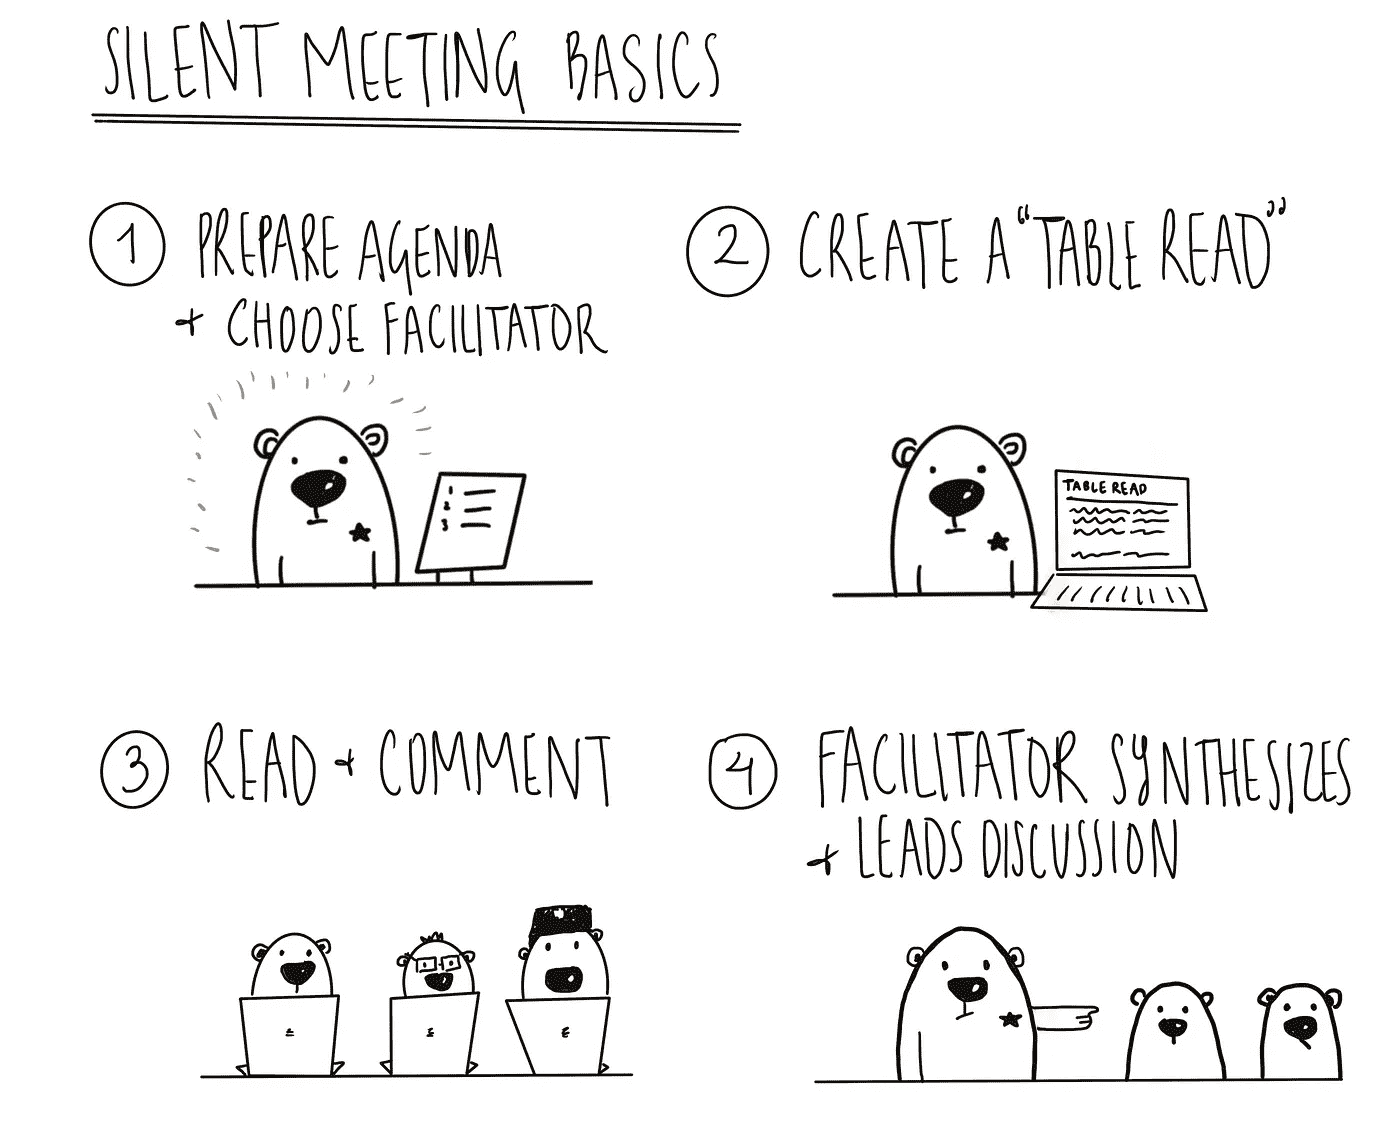 SILENT MEETING BASICS
1 PREPARE AGENDA
+ CHOOSE FACILITATOR
1
2
3
2 CREATE A "TABLE READ"
TABLE READ
3 READ + COMMENT
4 FACILITATOR SYNTHESIZES
+ LEADS DISCUSSION